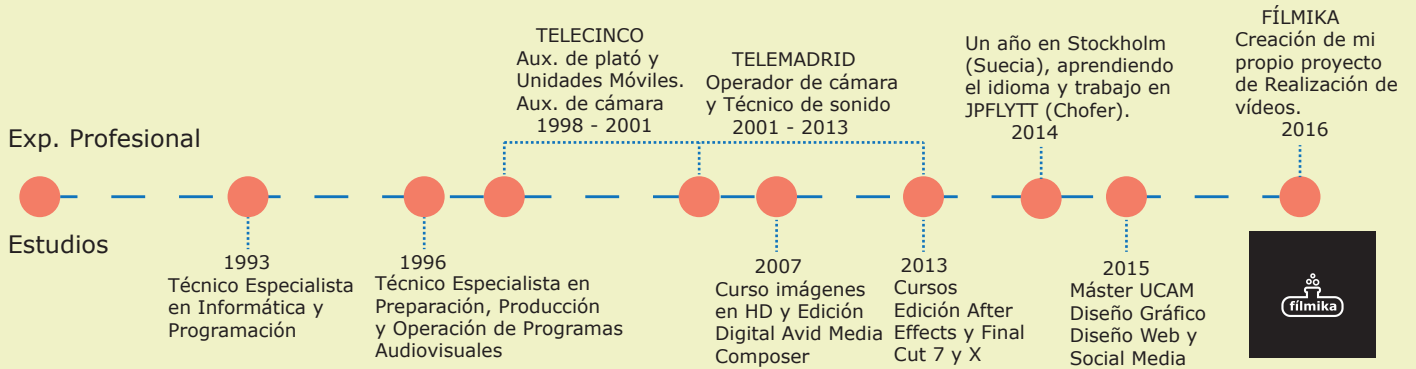 TELECINCO
Aux. de plató y
Unidades Móviles.
Aux. de cámara
1998 - 2001
TELEMADRID
Operador de cámara
y Técnico de sonido
2001 - 2013
Un año en Stockholm
(Suecia), aprendiendo
el idioma y trabajo en
JPFLYTT (Chofer).
2014
FÍLMIKA
Creación de mi
propio proyecto
de Realización de
vídeos.
2016
Exp. Profesional
Estudios
1993
Técnico Especialista
en Informática y
Programación
1996
Técnico Especialista en
Preparación, Producción
y Operación de Programas
Audiovisuales
2007
Curso imágenes
en HD y Edición
Digital Avid Media
Composer
2013
Cursos
Edición After
Effects y Final
Cut 7 y X
2015
Máster UCAM
Diseño Gráfico
Diseño Web y
Social Media
fílmika